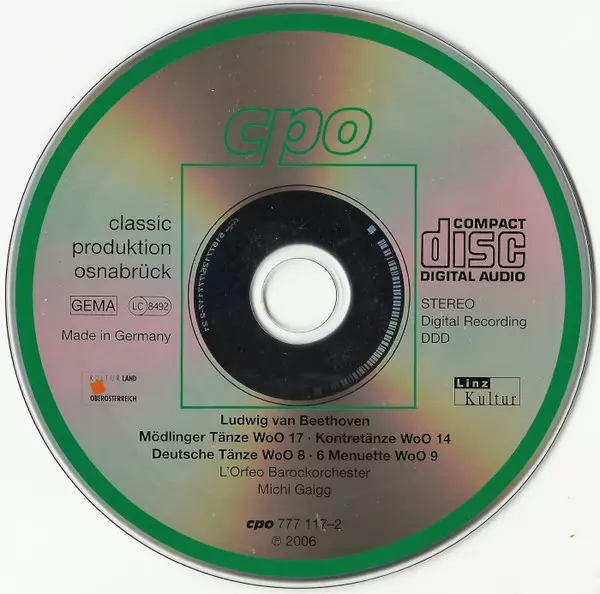 cpo
classic
produktion
osnabrück
GEMA
LC 8492
Made in Germany
COMPACT
disc
DIGITAL AUDIO
STEREO
Digital Recording
DDD
KULTURLAND
OBERÖSTERREICH
Linz
Kultur
Ludwig van Beethoven
Mödlinger Tänze WoO 17 · Kontretänze WoO 14
Deutsche Tänze WoO 8 · 6 Menuette WoO 9
L'Orfeo Barockorchester
Michi Gaigg
cpo 777 117–2
℗ 2006